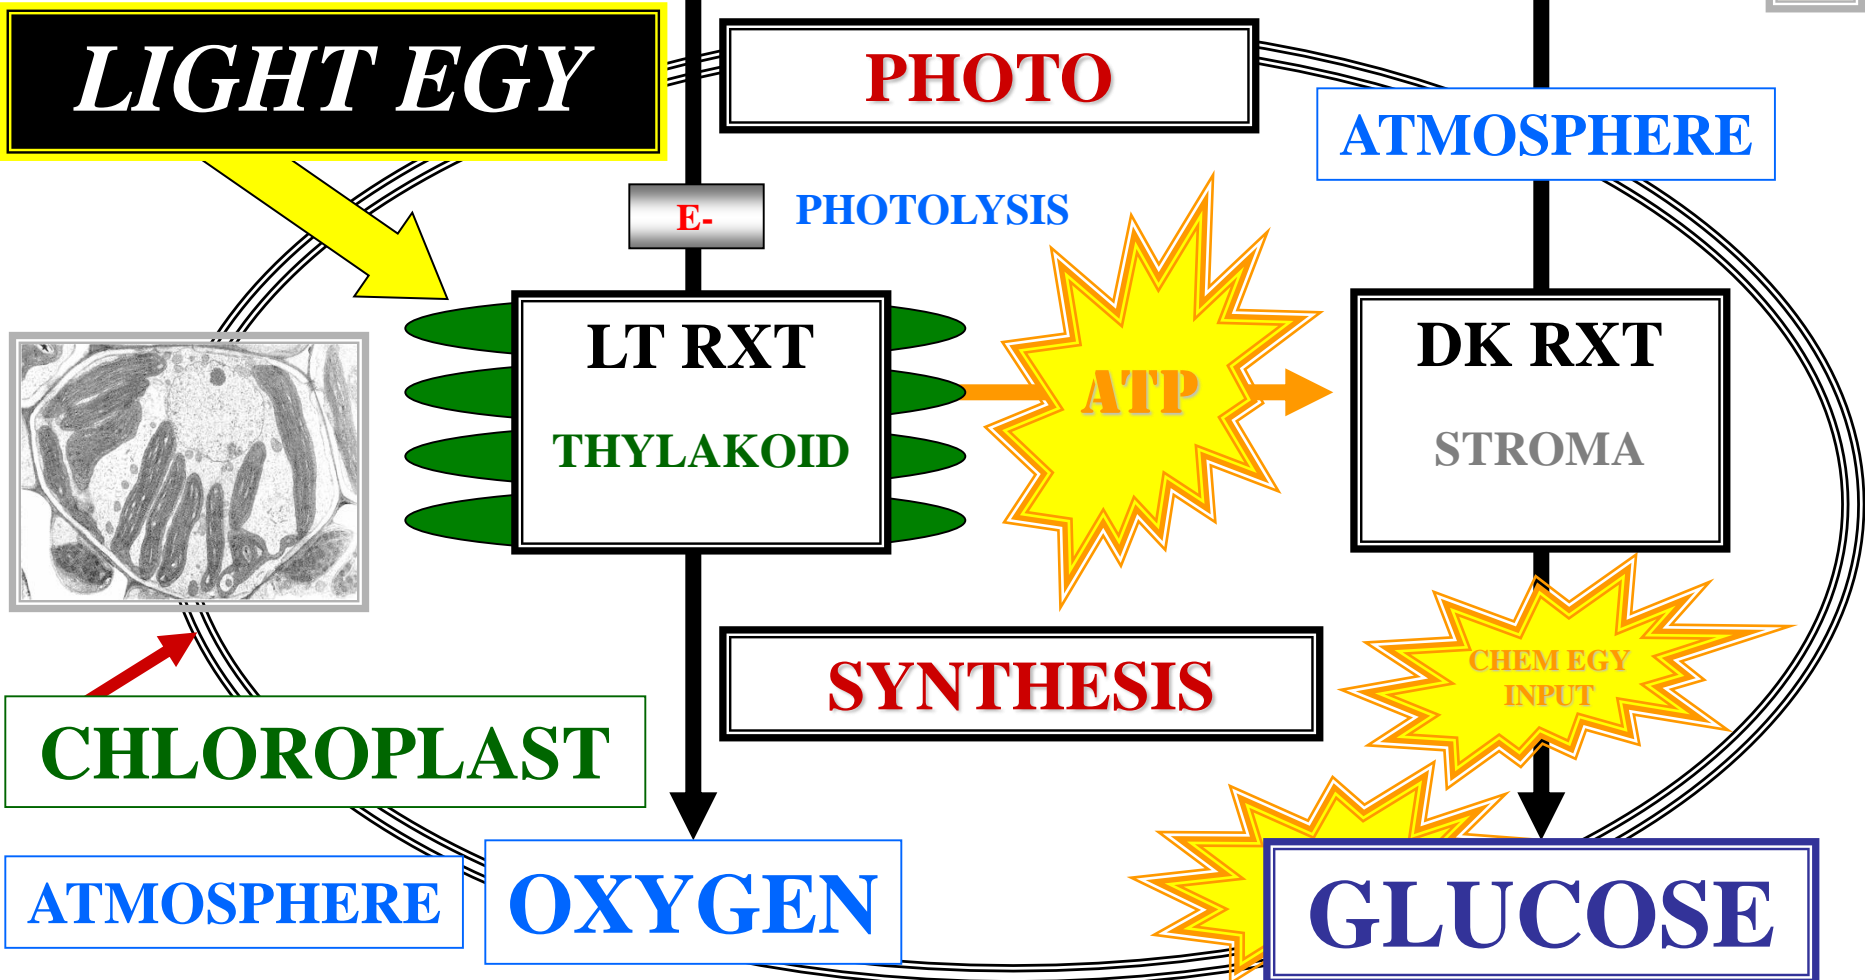 LIGHT EGY
PHOTO
ATMOSPHERE
E-
PHOTOLYSIS
LT RXT
THYLAKOID
ATP
DK RXT
STROMA
SYNTHESIS
CHEM EGY
INPUT
CHLOROPLAST
ATMOSPHERE
OXYGEN
GLUCOSE